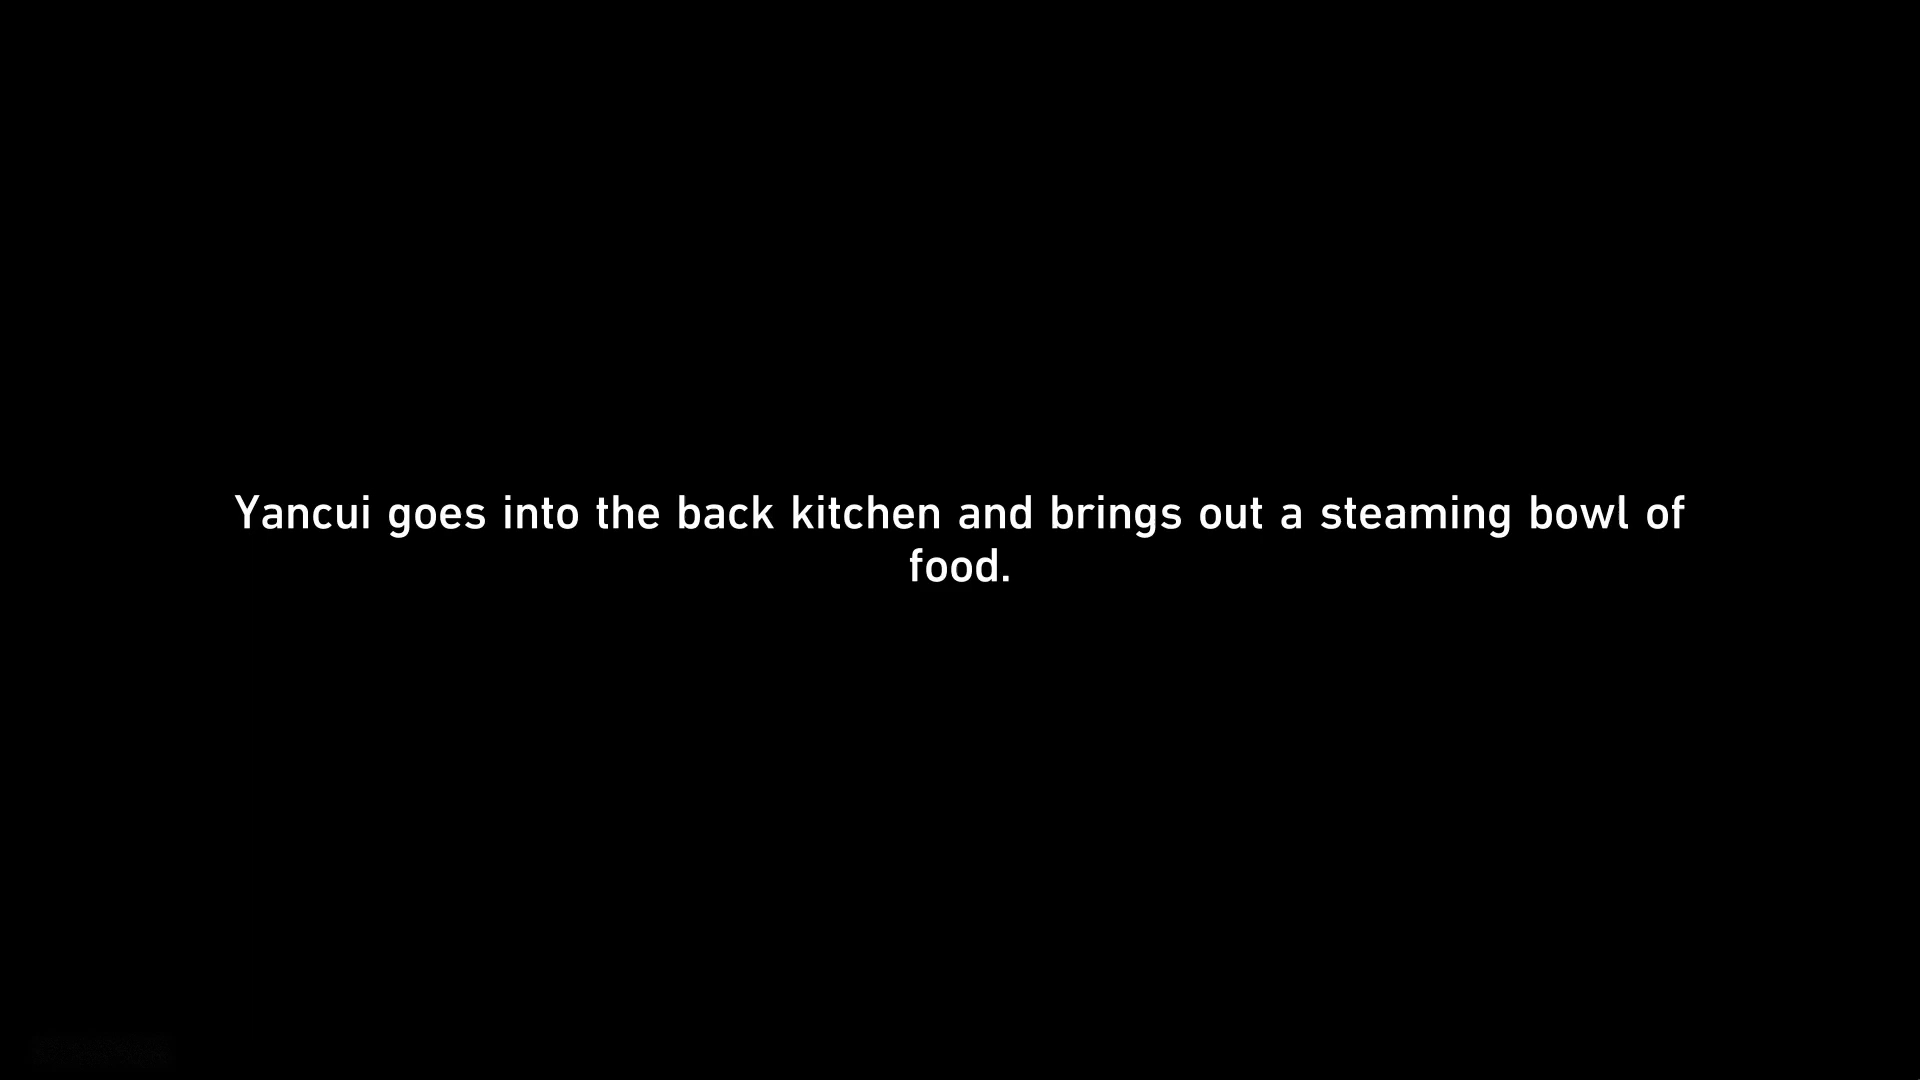 Yancui goes into the back kitchen and brings out a steaming bowl of
food.